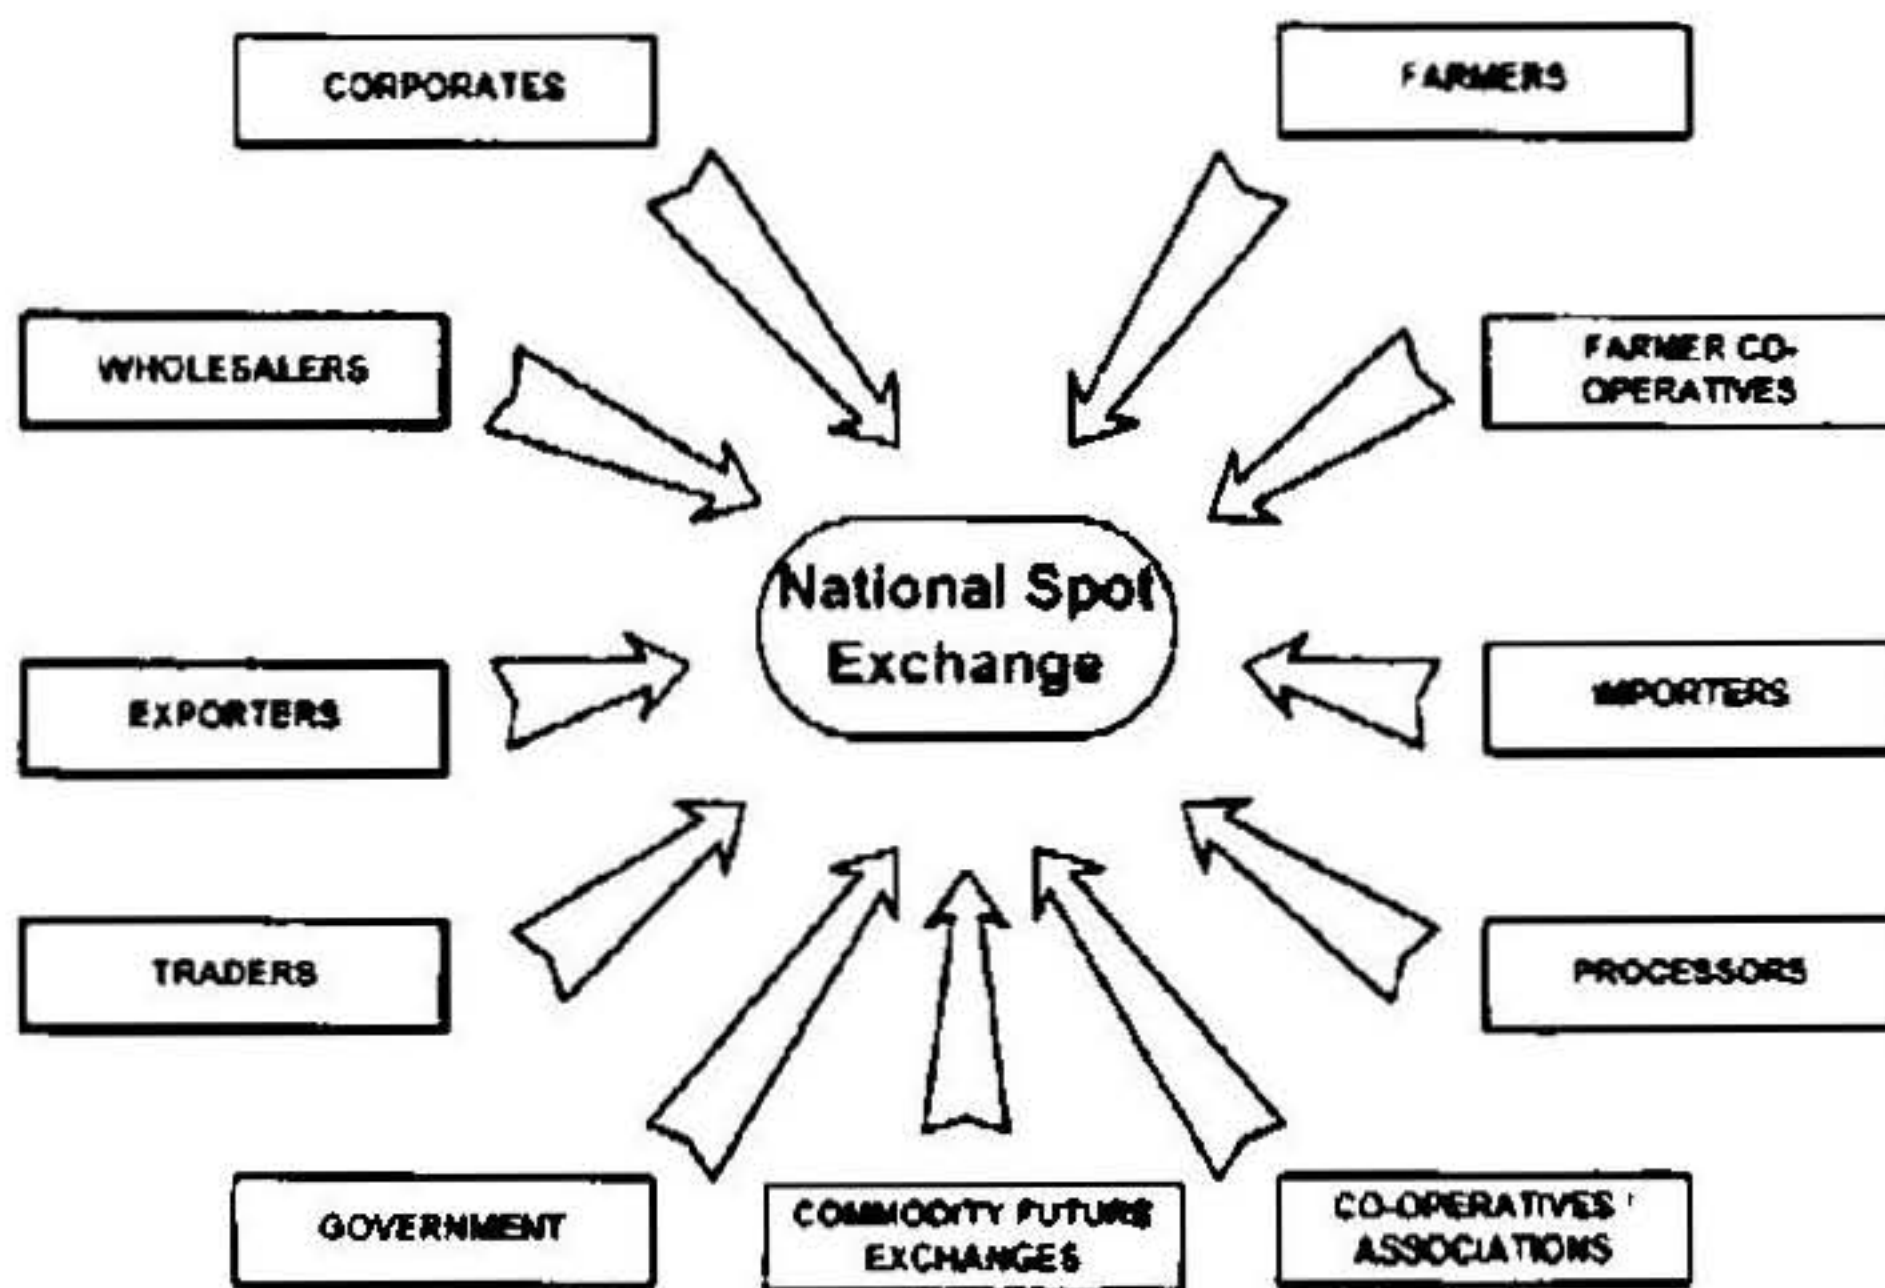 CORPORATES
FARMERS
WHOLESALERS
FARMER CO-
OPERATIVES
National Spot
Exchange
EXPORTERS
IMPORTERS
TRADERS
PROCESSORS
GOVERNMENT
COMMODITY FUTURE
EXCHANGES
CO-OPERATIVES
ASSOCIATIONS